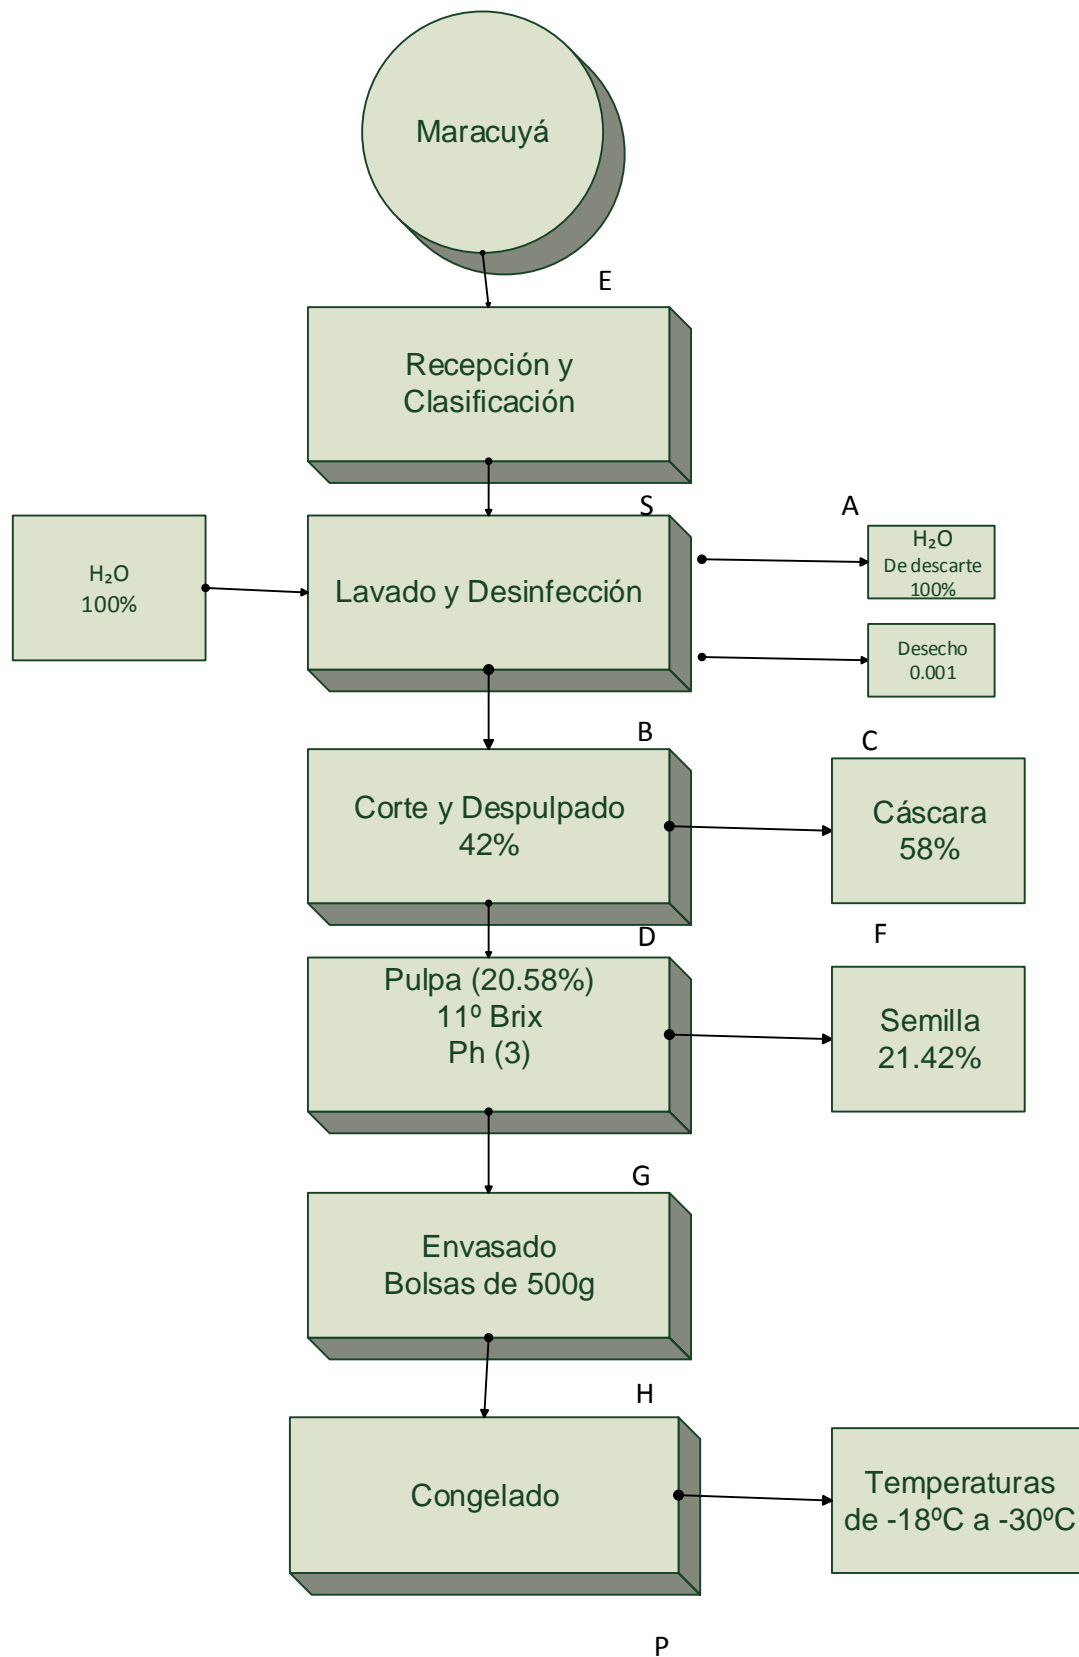 Maracuyá
E
Recepción y
Clasificación
S
A
H₂O
100%
Lavado y Desinfección
H₂O
De descarte
100%
Desecho
0.001
B
C
Corte y Despulpado
42%
Cáscara
58%
D
F
Pulpa (20.58%)
11º Brix
Ph (3)
Semilla
21.42%
G
Envasado
Bolsas de 500g
H
Congelado
Temperaturas
de -18ºC a -30ºC
P